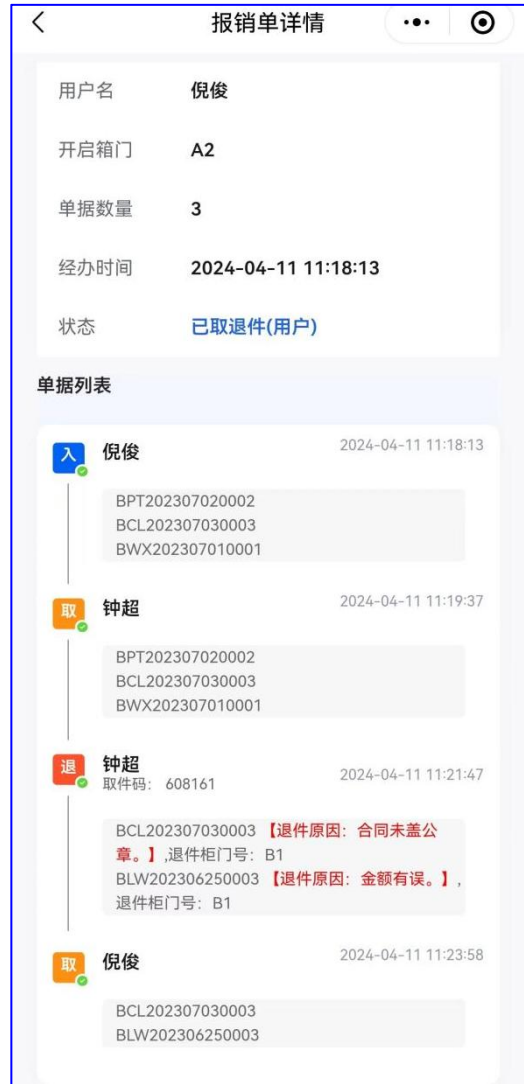 报销单详情
用户名 倪俊
开启箱门 A2
单据数量 3
经办时间 2024-04-11 11:18:13
状态 已取退件(用户)
单据列表
入 倪俊 2024-04-11 11:18:13
BPT202307020002
BCL202307030003
BWX202307010001
取 钟超 2024-04-11 11:19:37
BPT202307020002
BCL202307030003
BWX202307010001
退 钟超
取件码: 608161 2024-04-11 11:21:47
BCL202307030003 【退件原因: 合同未盖公
章。】,退件柜门号: B1
BLW202306250003 【退件原因: 金额有误。】,
退件柜门号: B1
取 倪俊 2024-04-11 11:23:58
BCL202307030003
BLW202306250003